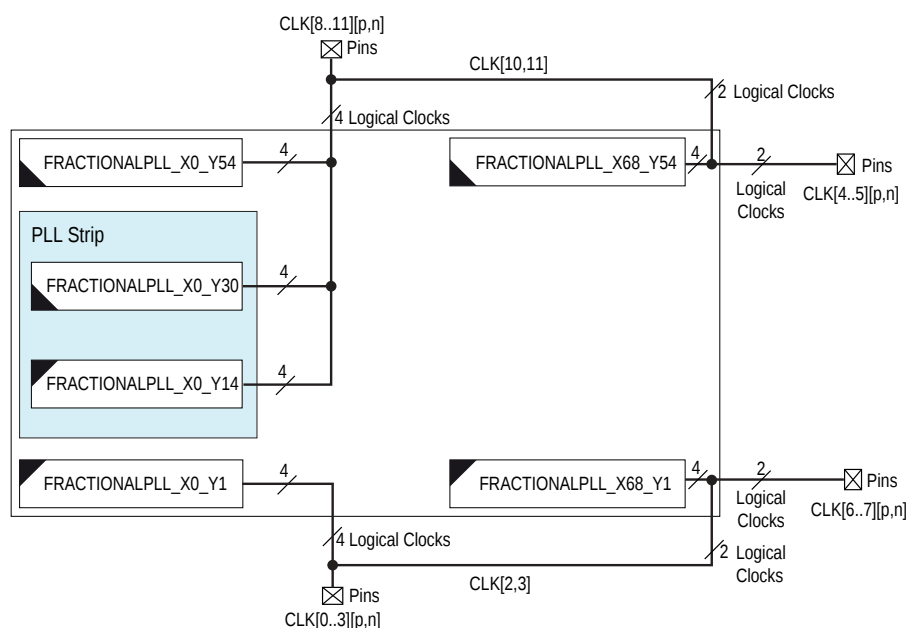 CLK[8..11][p,n]
Pins
CLK[10,11]
2 Logical Clocks
4 Logical Clocks
FRACTIONALPLL_X0_Y54
4
FRACTIONALPLL_X68_Y54
4
2
Logical
Clocks
Pins
CLK[4..5][p,n]
PLL Strip
FRACTIONALPLL_X0_Y30
4
FRACTIONALPLL_X0_Y14
4
FRACTIONALPLL_X0_Y1
4
FRACTIONALPLL_X68_Y1
4
2
Logical
Clocks
Pins
CLK[6..7][p,n]
4 Logical Clocks
2 Logical
Clocks
CLK[2,3]
Pins
CLK[0..3][p,n]